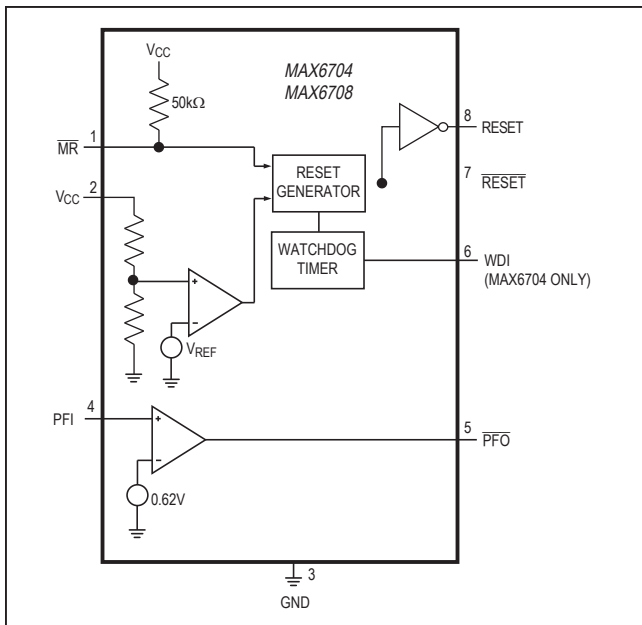 VCC
MAX6704
MAX6708
50kΩ
8
RESET
1
MR
RESET
GENERATOR
7
RESET
2
VCC
WATCHDOG
TIMER
6
WDI
(MAX6704 ONLY)
+
−
VREF
4
PFI
+
−
5
PFO
0.62V
3
GND